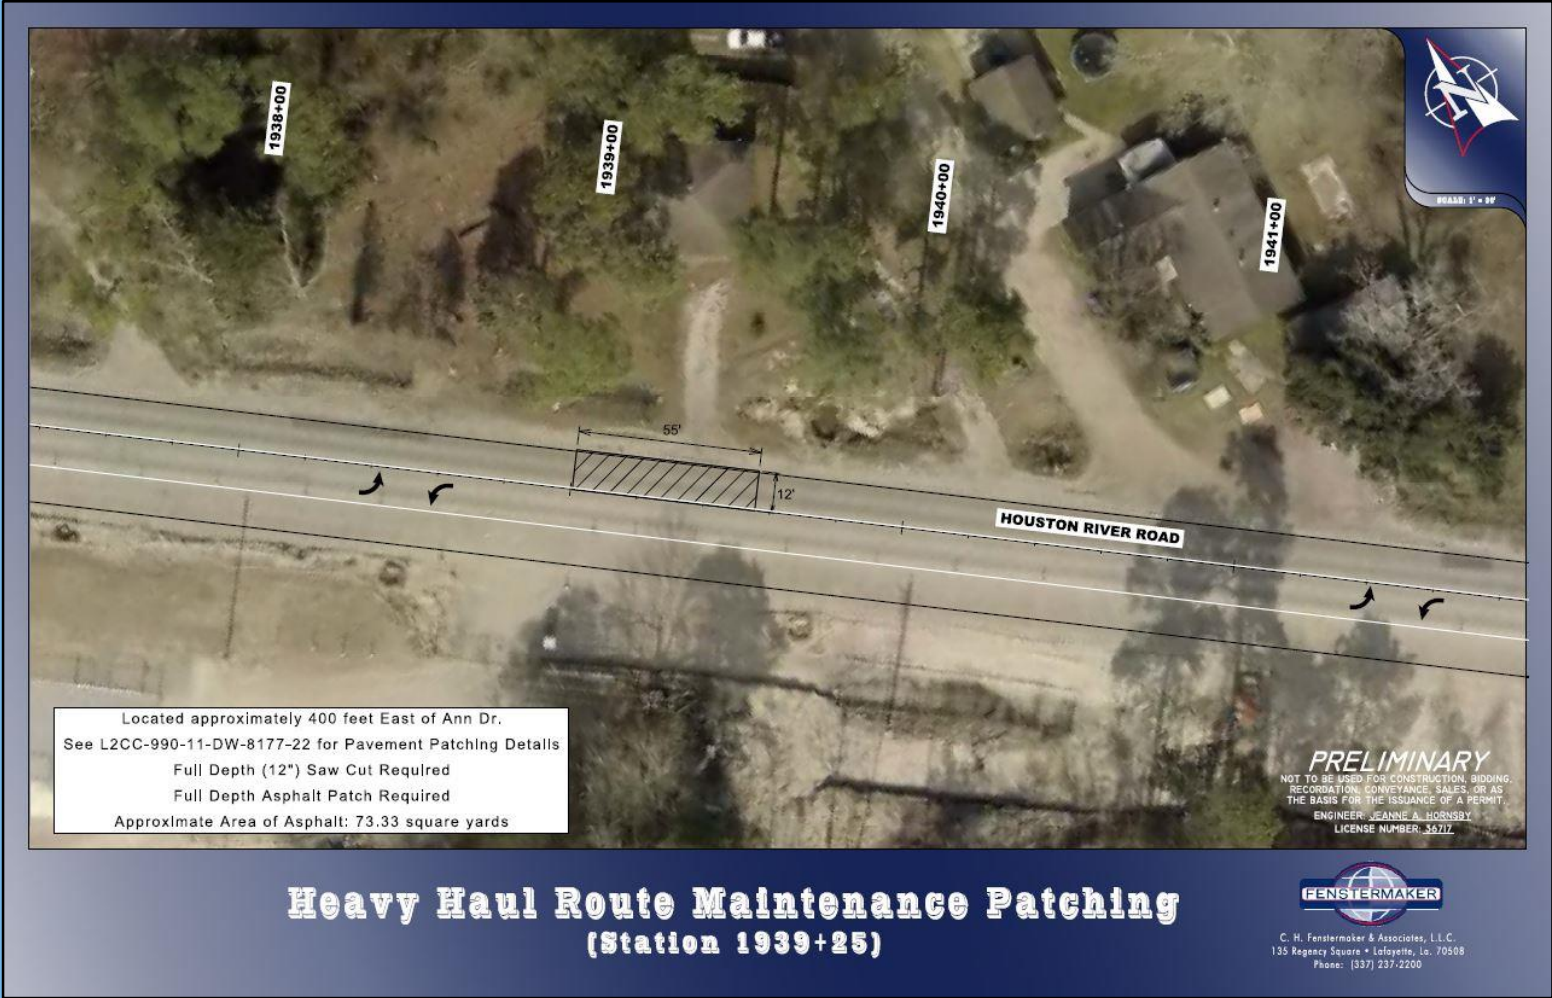 1938+00
1939+00
1940+00
1941+00
N
55'
12'
HOUSTON RIVER ROAD
Located approximately 400 feet East of Ann Dr.
See L2CC-990-11-DW-8177-22 for Pavement Patching Details
Full Depth (12") Saw Cut Required
Full Depth Asphalt Patch Required
Approximate Area of Asphalt: 73.33 square yards
PRELIMINARY
NOT TO BE USED FOR CONSTRUCTION, BIDDING,
RECORDATION, CONVEYANCE, SALES, OR AS
THE BASIS FOR THE ISSUANCE OF A PERMIT.
ENGINEER: JEANNE A. HORNSBY
LICENSE NUMBER: 36717
Heavy Haul Route Maintenance Patching
(Station 1939+25)
FENSTERMAKER
C. H. Fenstermaker & Associates, L.L.C.
135 Regency Square • Lafayette, La. 70508
Phone: (337) 237-2200